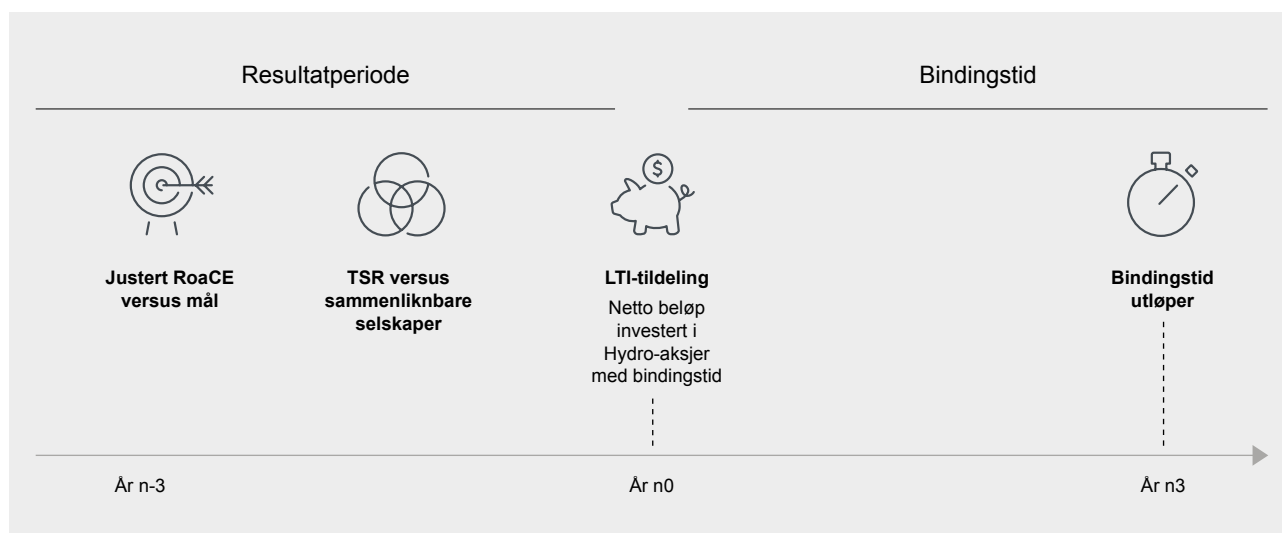 Resultatperiode
Bindingstid
Justert RoaCE
versus mål
TSR versus
sammenliknbare
selskaper
$
LTI-tildeling
Netto beløp
investert i
Hydro-aksjer
med bindingstid
Bindingstid
utløper
År n-3
År n0
År n3